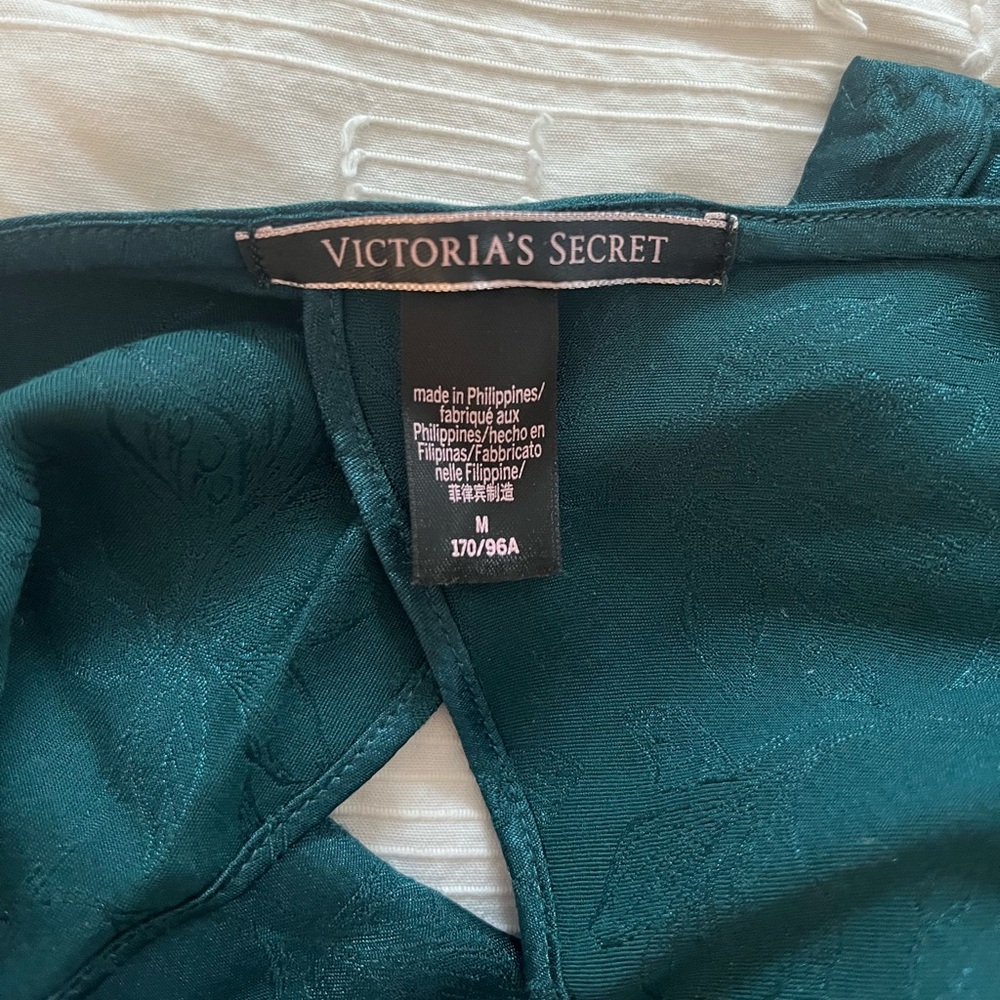 VICTORIA'S SECRET
made in Philippines/
fabriqué aux
Philippines/hecho en
Filipinas/Fabbricato
nelle Filippine/
菲律宾制造
M
170/96A